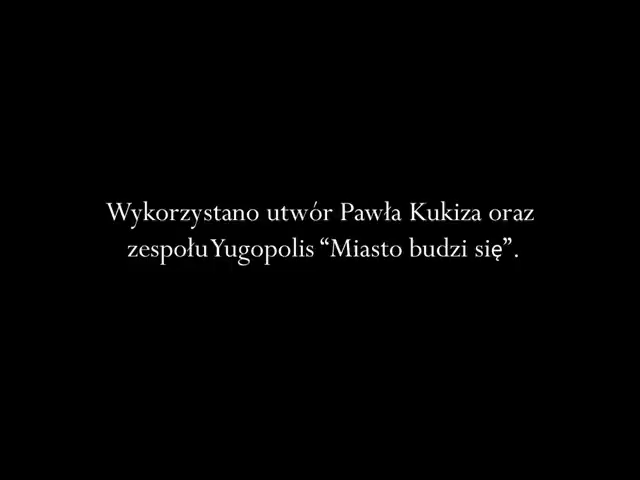 Wykorzystano utwór Pawła Kukiza oraz
zespołu Yugopolis “Miasto budzi się”.